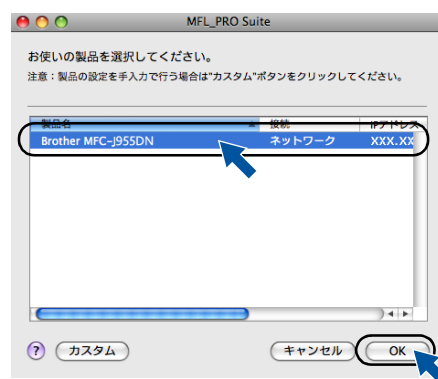 MFL_PRO Suite
お使いの製品を選択してください。
注意：製品の設定を手入力で行う場合は"カスタム"ボタンをクリックしてください。
製品名 接続 IPアドレス
Brother MFC-J955DN ネットワーク XXX.XX
? カスタム キャンセル OK